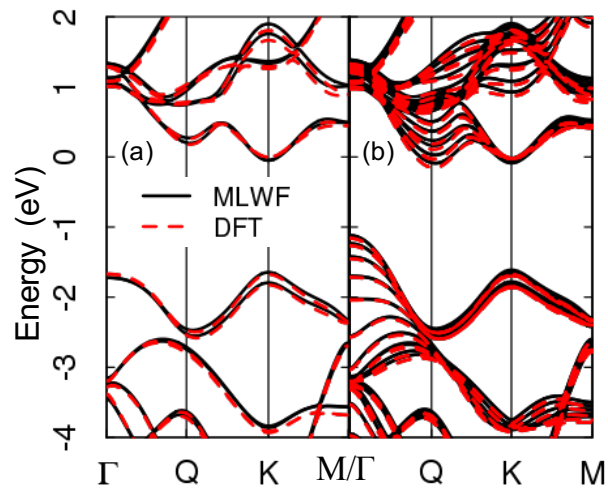 2
1
0
-1
-2
-3
-4
Energy (eV)
(a)
(b)
MLWF
DFT
Γ Q K M/Γ Q K M